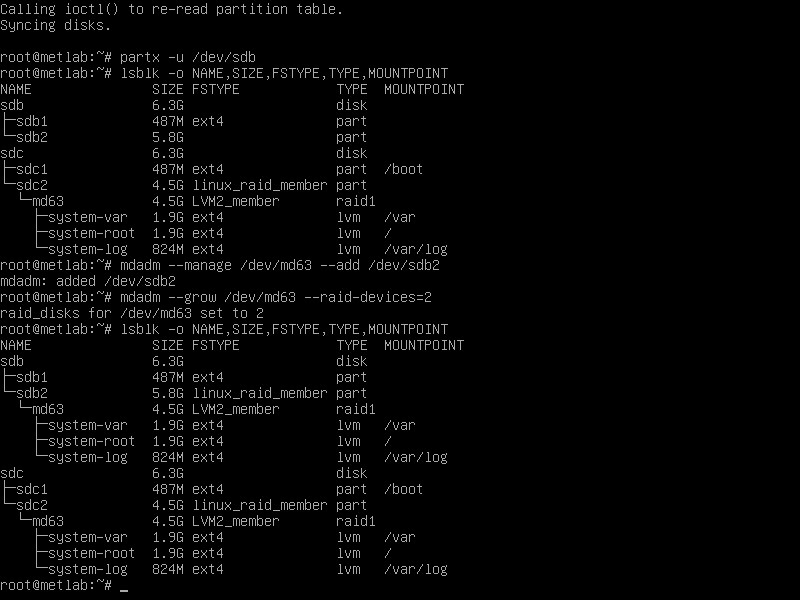 Calling ioctl() to re-read partition table.
Syncing disks.

root@metlab:~# partx -u /dev/sdb
root@metlab:~# lsblk -o NAME,SIZE,FSTYPE,TYPE,MOUNTPOINT
NAME               SIZE FSTYPE            TYPE  MOUNTPOINT
sdb                6.3G                   disk
├─sdb1             487M ext4              part
└─sdb2             5.8G                   part
sdc                6.3G                   disk
├─sdc1             487M ext4              part  /boot
└─sdc2             4.5G linux_raid_member part
  └─md63           4.5G LVM2_member       raid1
    ├─system-var   1.9G ext4              lvm   /var
    ├─system-root  1.9G ext4              lvm   /
    └─system-log   824M ext4              lvm   /var/log
root@metlab:~# mdadm --manage /dev/md63 --add /dev/sdb2
mdadm: added /dev/sdb2
root@metlab:~# mdadm --grow /dev/md63 --raid-devices=2
raid_disks for /dev/md63 set to 2
root@metlab:~# lsblk -o NAME,SIZE,FSTYPE,TYPE,MOUNTPOINT
NAME               SIZE FSTYPE            TYPE  MOUNTPOINT
sdb                6.3G                   disk
├─sdb1             487M ext4              part
└─sdb2             5.8G linux_raid_member part
  └─md63           4.5G LVM2_member       raid1
    ├─system-var   1.9G ext4              lvm   /var
    ├─system-root  1.9G ext4              lvm   /
    └─system-log   824M ext4              lvm   /var/log
sdc                6.3G                   disk
├─sdc1             487M ext4              part  /boot
└─sdc2             4.5G linux_raid_member part
  └─md63           4.5G LVM2_member       raid1
    ├─system-var   1.9G ext4              lvm   /var
    ├─system-root  1.9G ext4              lvm   /
    └─system-log   824M ext4              lvm   /var/log
root@metlab:~# _